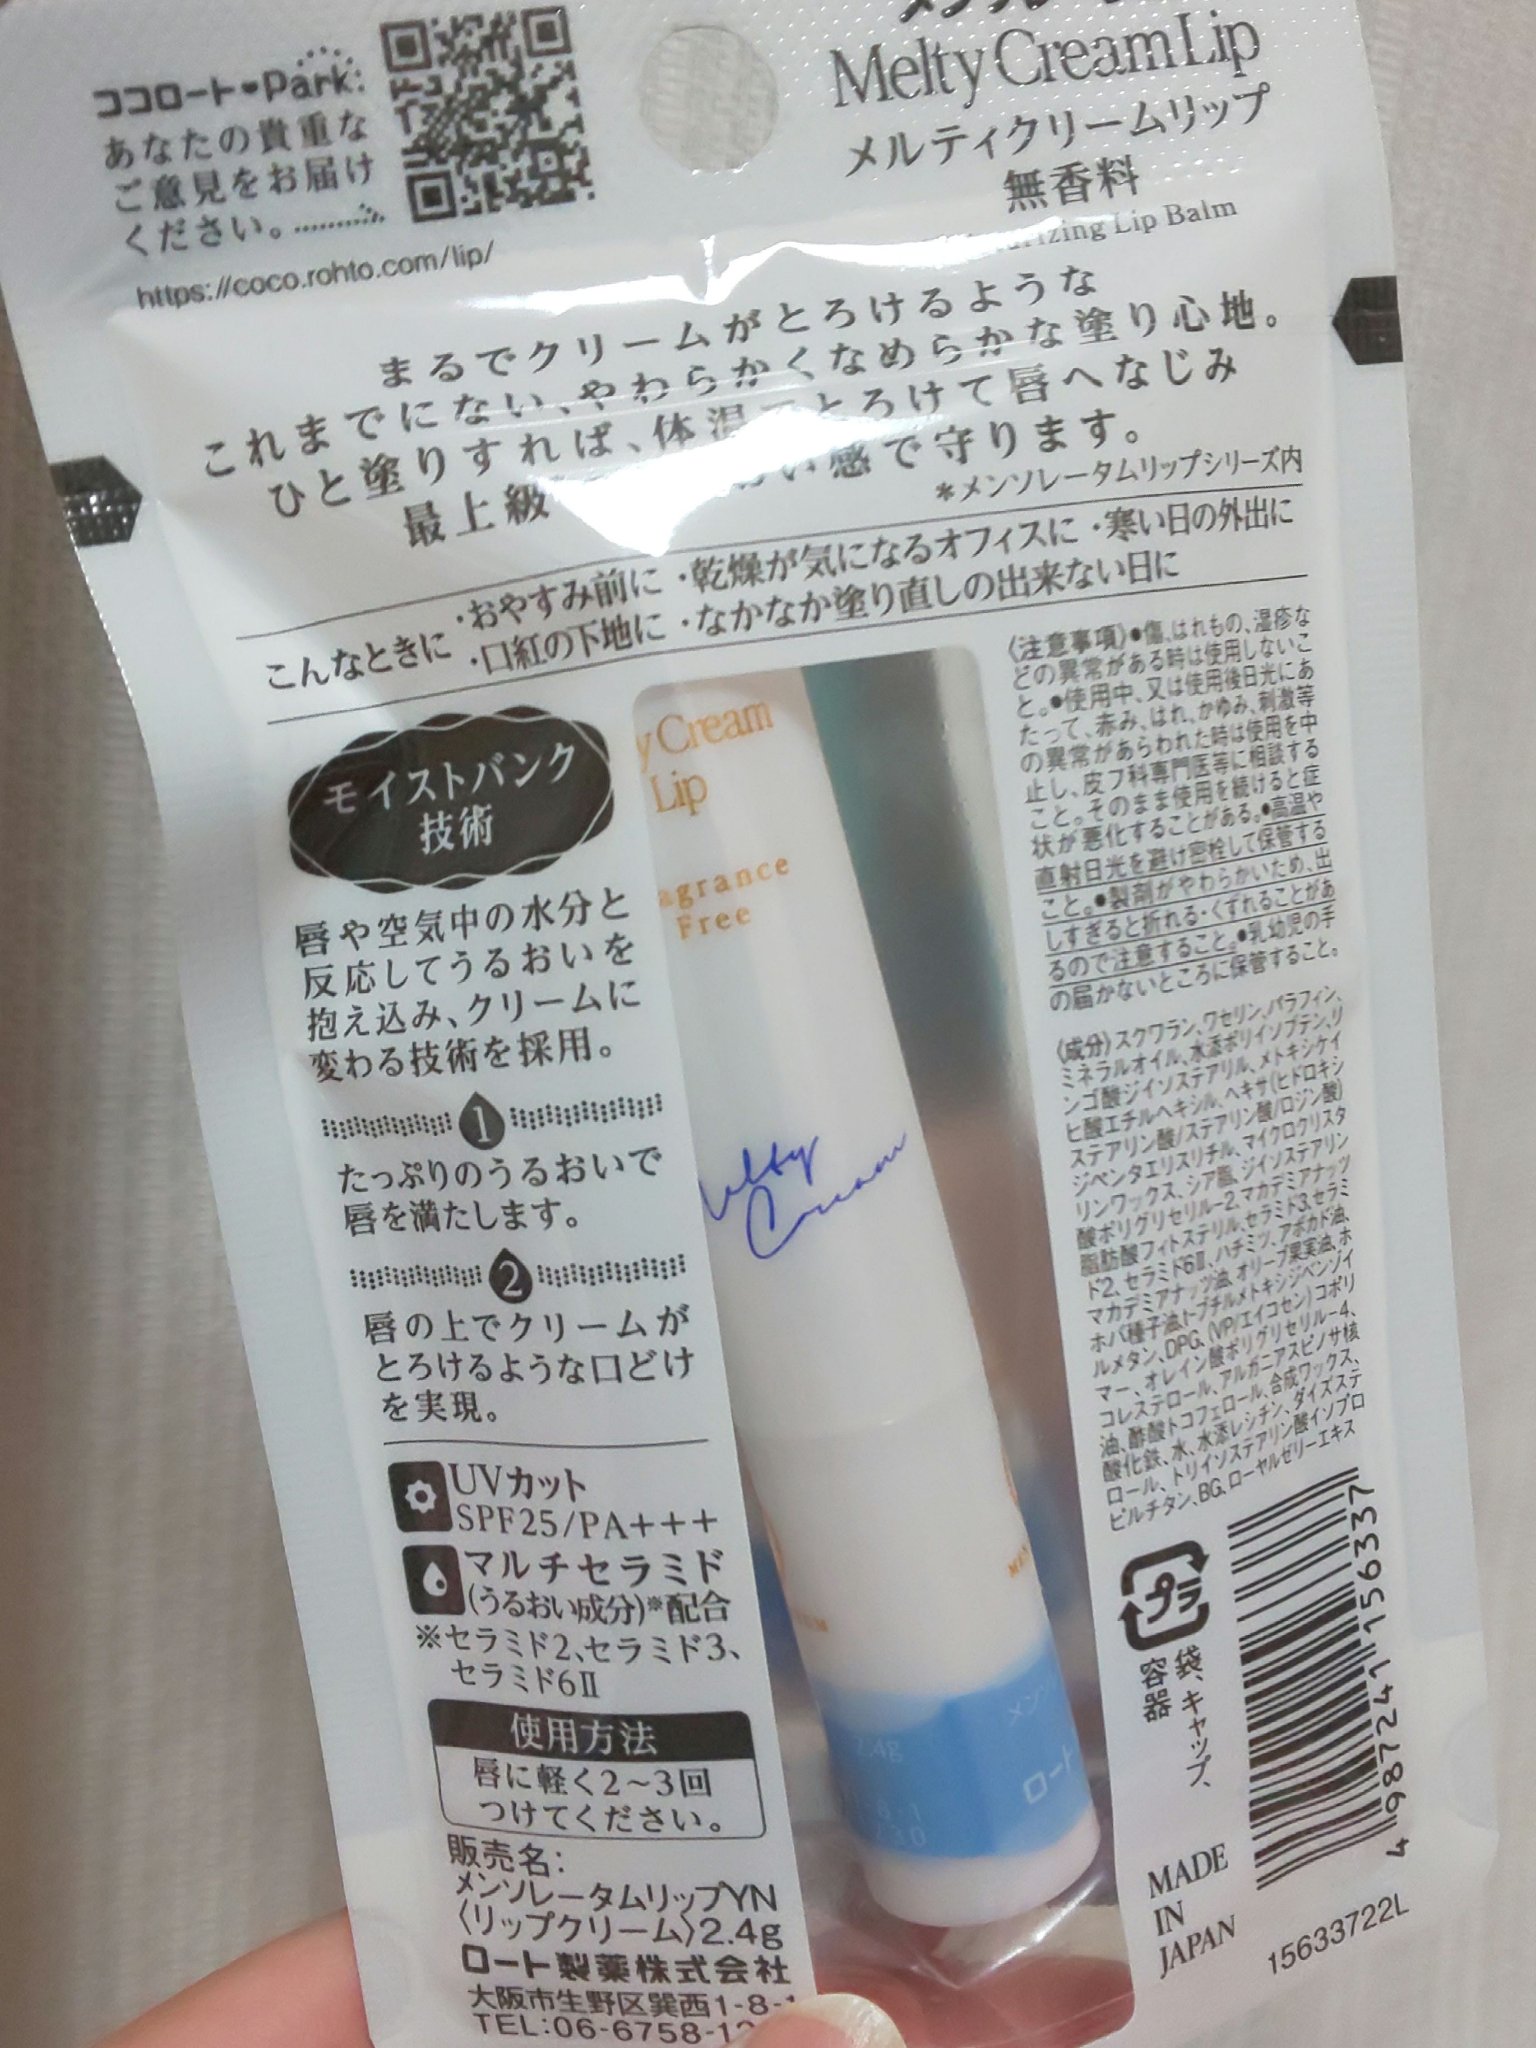 ココロート Park:
あなたの貴重な
ご意見をお届け
ください。
https://coco.rohto.com/lip/
Melty Cream Lip
メルティクリームリップ
無香料
Lip Balm
まるでクリームがとろけるような
これまでにない、やわらかくなめらかな塗り心地。
ひと塗りすれば、体温でとろけて唇へなじみ
最上級 感で守ります。
*メンソレータムリップシリーズ内
こんなときに
・おやすみ前に ・乾燥が気になるオフィスに ・寒い日の外出に
・口紅の下地に ・なかなか塗り直しの出来ない日に
モイストバンク
技術
唇や空気中の水分と
反応してうるおいを
抱え込み、クリームに
変わる技術を採用。
1
たっぷりのうるおいで
唇を満たします。
2
唇の上でクリームが
とろけるような口どけ
を実現。
UVカット
SPF25/PA+++
マルチセラミド
(うるおい成分)※配合
※セラミド2、セラミド3、
セラミド6Ⅱ
使用方法
唇に軽く2～3回
つけてください。
販売名:
メンソレータムリップYN
〈リップクリーム〉2.4g
ロート製薬株式会社
大阪市生野区巽西1-8-1
TEL:06-6758-12
Cream
Lip
Free
Melty
Cream
2.4g
ロート
〈注意事項〉●傷、はれもの、湿疹な
どの異常がある時は使用しないこ
と。●使用中、又は使用後日光にあ
たって、赤み、はれ、かゆみ、刺激等
の異常があらわれた時は使用を中
止し、皮フ科専門医等に相談する
こと。そのまま使用を続けると症
状が悪化することがある。●高温や
直射日光を避け密栓して保管する
こと。●製剤がやわらかいため、出
しすぎると折れる・くずれることがあ
るので注意すること。●乳幼児の手
の届かないところに保管すること。
〈成分〉スクワラン、ワセリン、パラフィン、
ミネラルオイル、水添ポリイソブテン、リ
ンゴ酸ジイソステアリル、メトキシケイ
ヒ酸エチルヘキシル、ヘキサ(ヒドロキシ
ステアリン酸/ステアリン酸/ロジン酸)
ジペンタエリスリチル、マイクロクリスタ
リンワックス、シア脂、ジイソステアリン
酸ポリグリセリル-2、マカデミアナッツ
脂肪酸フィトステリル、セラミド3、セラミ
ド2、セラミド6Ⅱ、ハチミツ、アボカド油、
マカデミアナッツ油、オリーブ果実油、ホ
ホバ種子油、t-ブチルメトキシジベンゾイ
ルメタン、DPG、(VP/エイコセン)コポリ
マー、オレイン酸ポリグリセリル-4、
コレステロール、アルガニアスピノサ核
油、酢酸トコフェロール、合成ワックス、
酸化鉄、水、水添レシチン、ダイズステ
ロール、トリイソステアリン酸イソプロ
ピルチタン、BG、ローヤルゼリーエキス
プラ
袋、キャップ、
容器
4987241156337
MADE
IN
JAPAN
15633722L